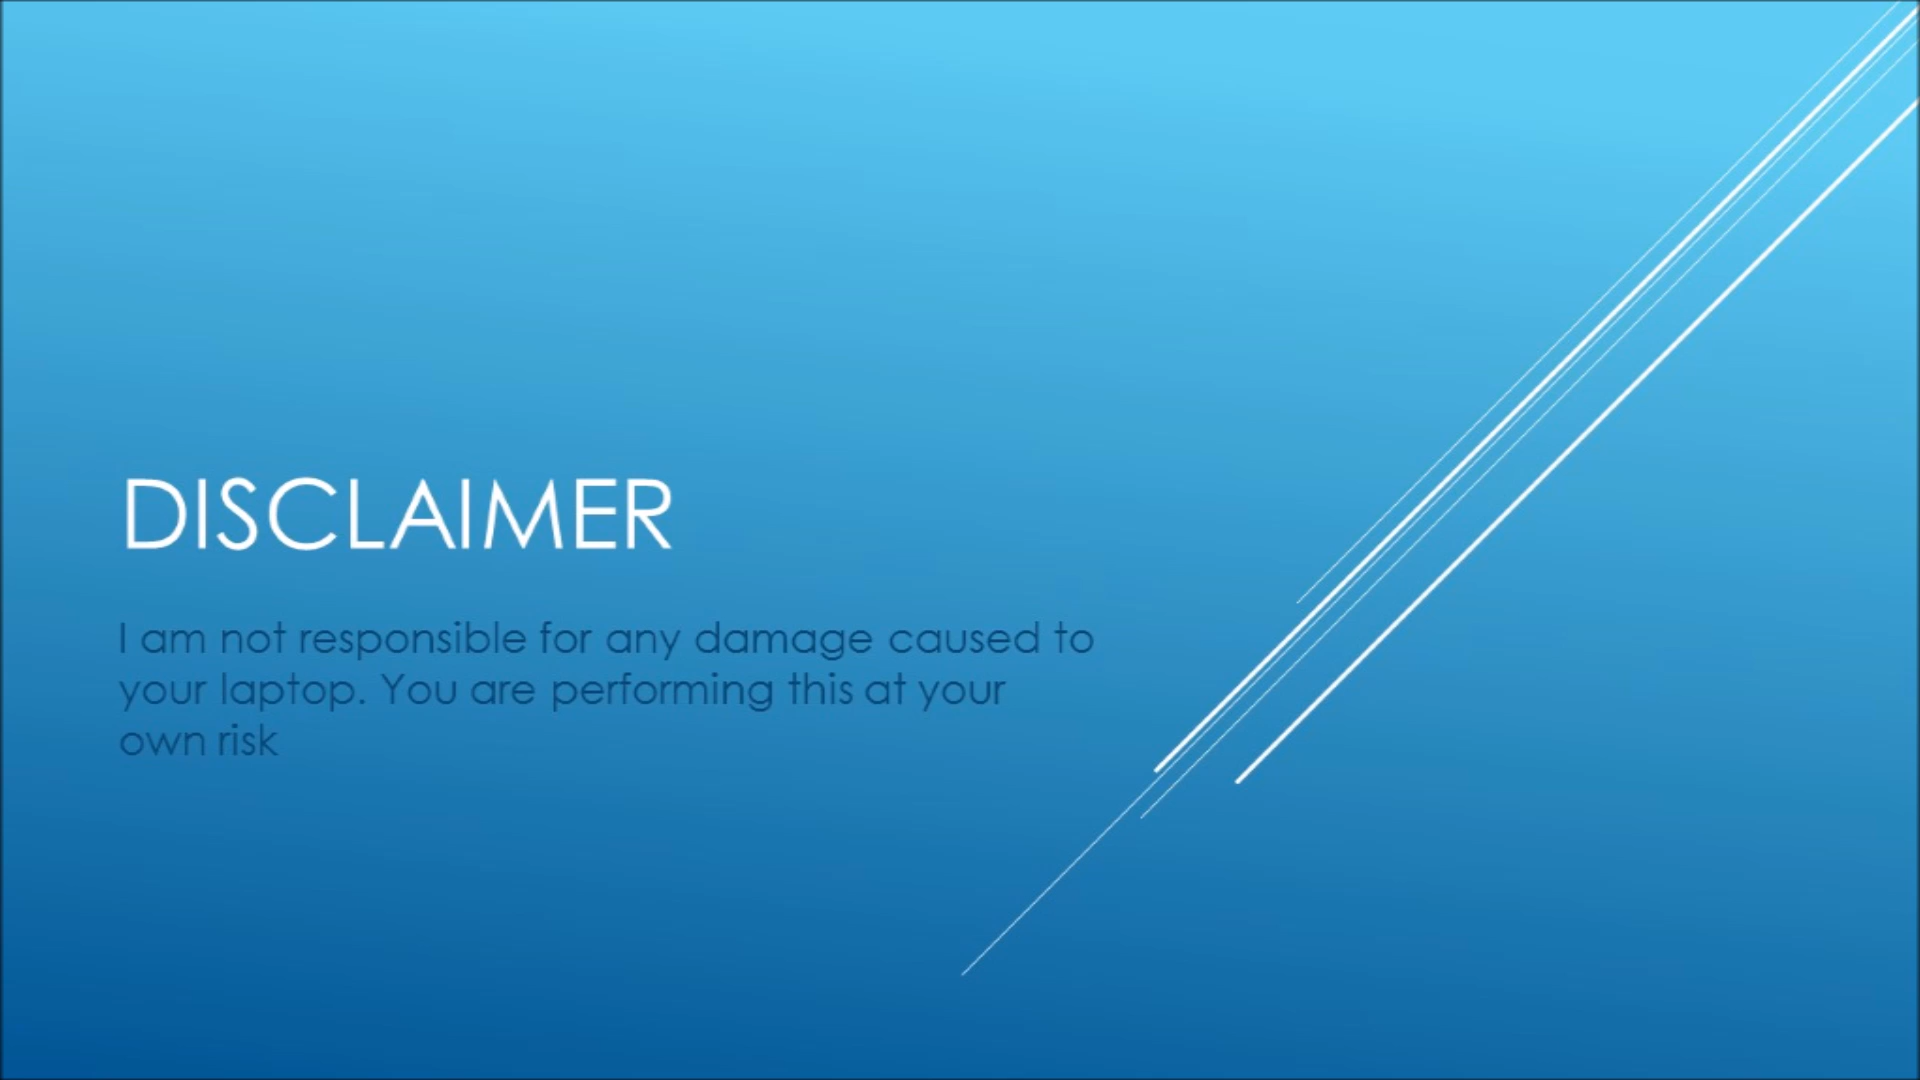 DISCLAIMER
I am not responsible for any damage caused to
your laptop. You are performing this at your
own risk